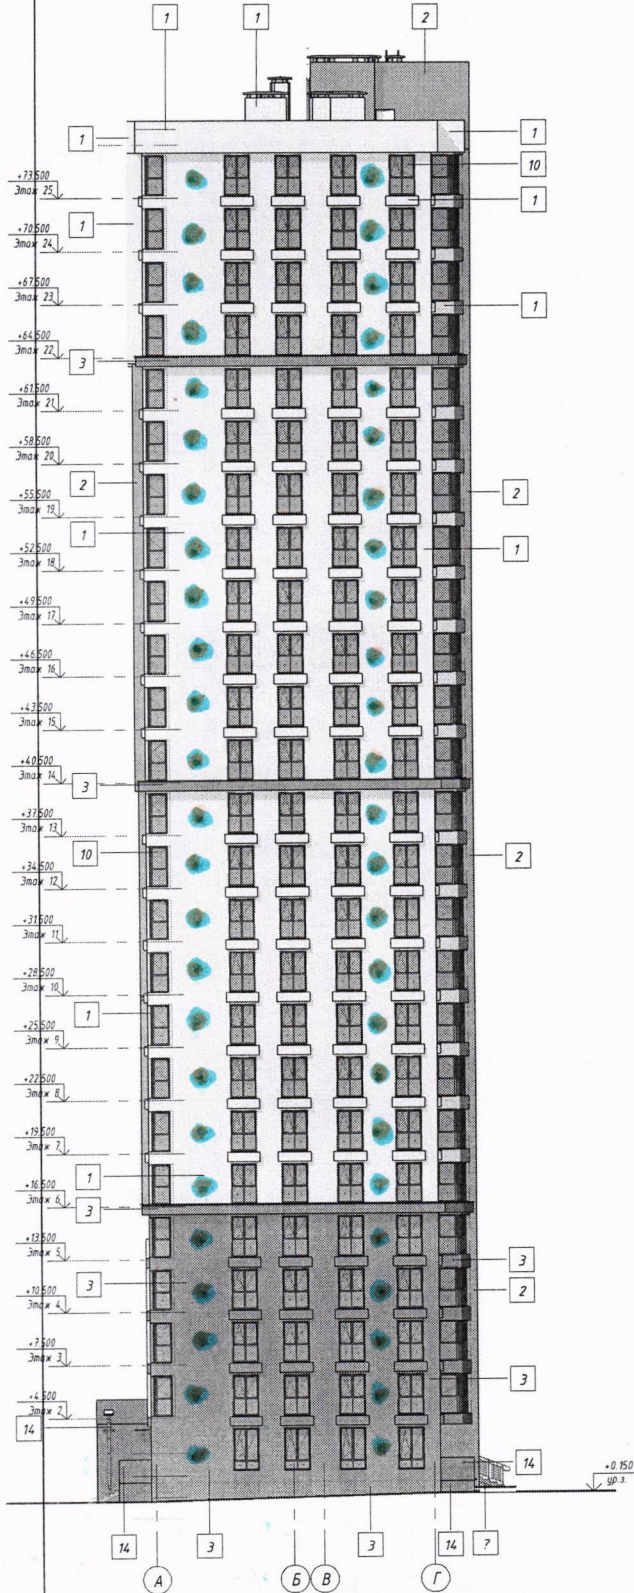 1 1 2
1 1
+73.500
Этаж 25
10
1
1
+70.500
Этаж 24
+67.500
Этаж 23
1
+64.500
Этаж 22
3
+61.500
Этаж 21
+58.500
Этаж 20
2 2
+55.500
Этаж 19
1 1
+52.500
Этаж 18
+49.500
Этаж 17
+46.500
Этаж 16
+43.500
Этаж 15
+40.500
Этаж 14
3
+37.500
Этаж 13
10 2
+34.500
Этаж 12
+31.500
Этаж 11
+28.500
Этаж 10
1
+25.500
Этаж 9
+22.500
Этаж 8
+19.500
Этаж 7
1
+16.500
Этаж 6
3
+13.500
Этаж 5
3
3 2
+10.500
Этаж 4
+7.500
Этаж 3
3
+4.500
Этаж 2
14
14
+0.150
ур.з.
14 3 3 14 ?
А Б В Г